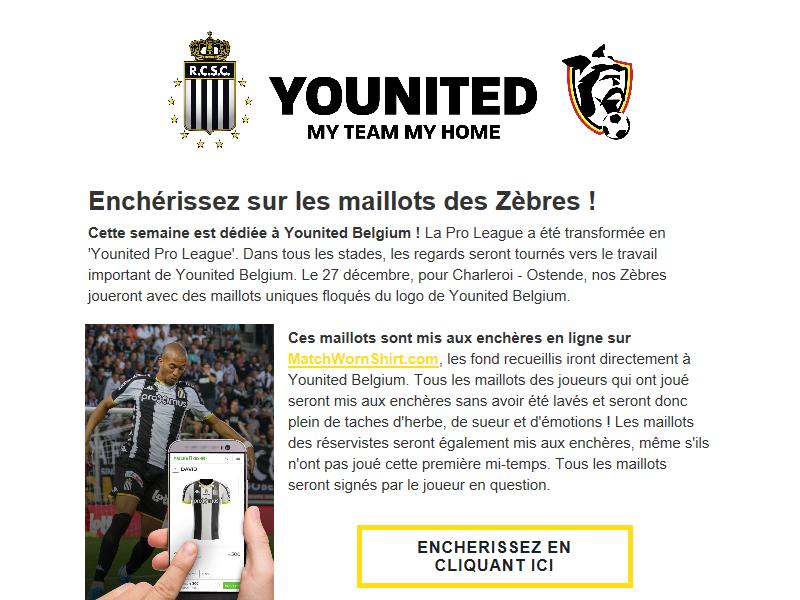 R.C.S.C.
YOUNITED
MY TEAM MY HOME
Enchérissez sur les maillots des Zèbres !
Cette semaine est dédiée à Younited Belgium ! La Pro League a été transformée en
'Younited Pro League'. Dans tous les stades, les regards seront tournés vers le travail
important de Younited Belgium. Le 27 décembre, pour Charleroi - Ostende, nos Zèbres
joueront avec des maillots uniques floqués du logo de Younited Belgium.
Ces maillots sont mis aux enchères en ligne sur
MatchWornShirt.com, les fond recueillis iront directement à
Younited Belgium. Tous les maillots des joueurs qui ont joué
seront mis aux enchères sans avoir été lavés et seront donc
plein de taches d'herbe, de sueur et d'émotions ! Les maillots
des réservistes seront également mis aux enchères, même s'ils
n'ont pas joué cette première mi-temps. Tous les maillots
seront signés par le joueur en question.
proximus
DAVID
proximus
ENCHERISSEZ EN
CLIQUANT ICI